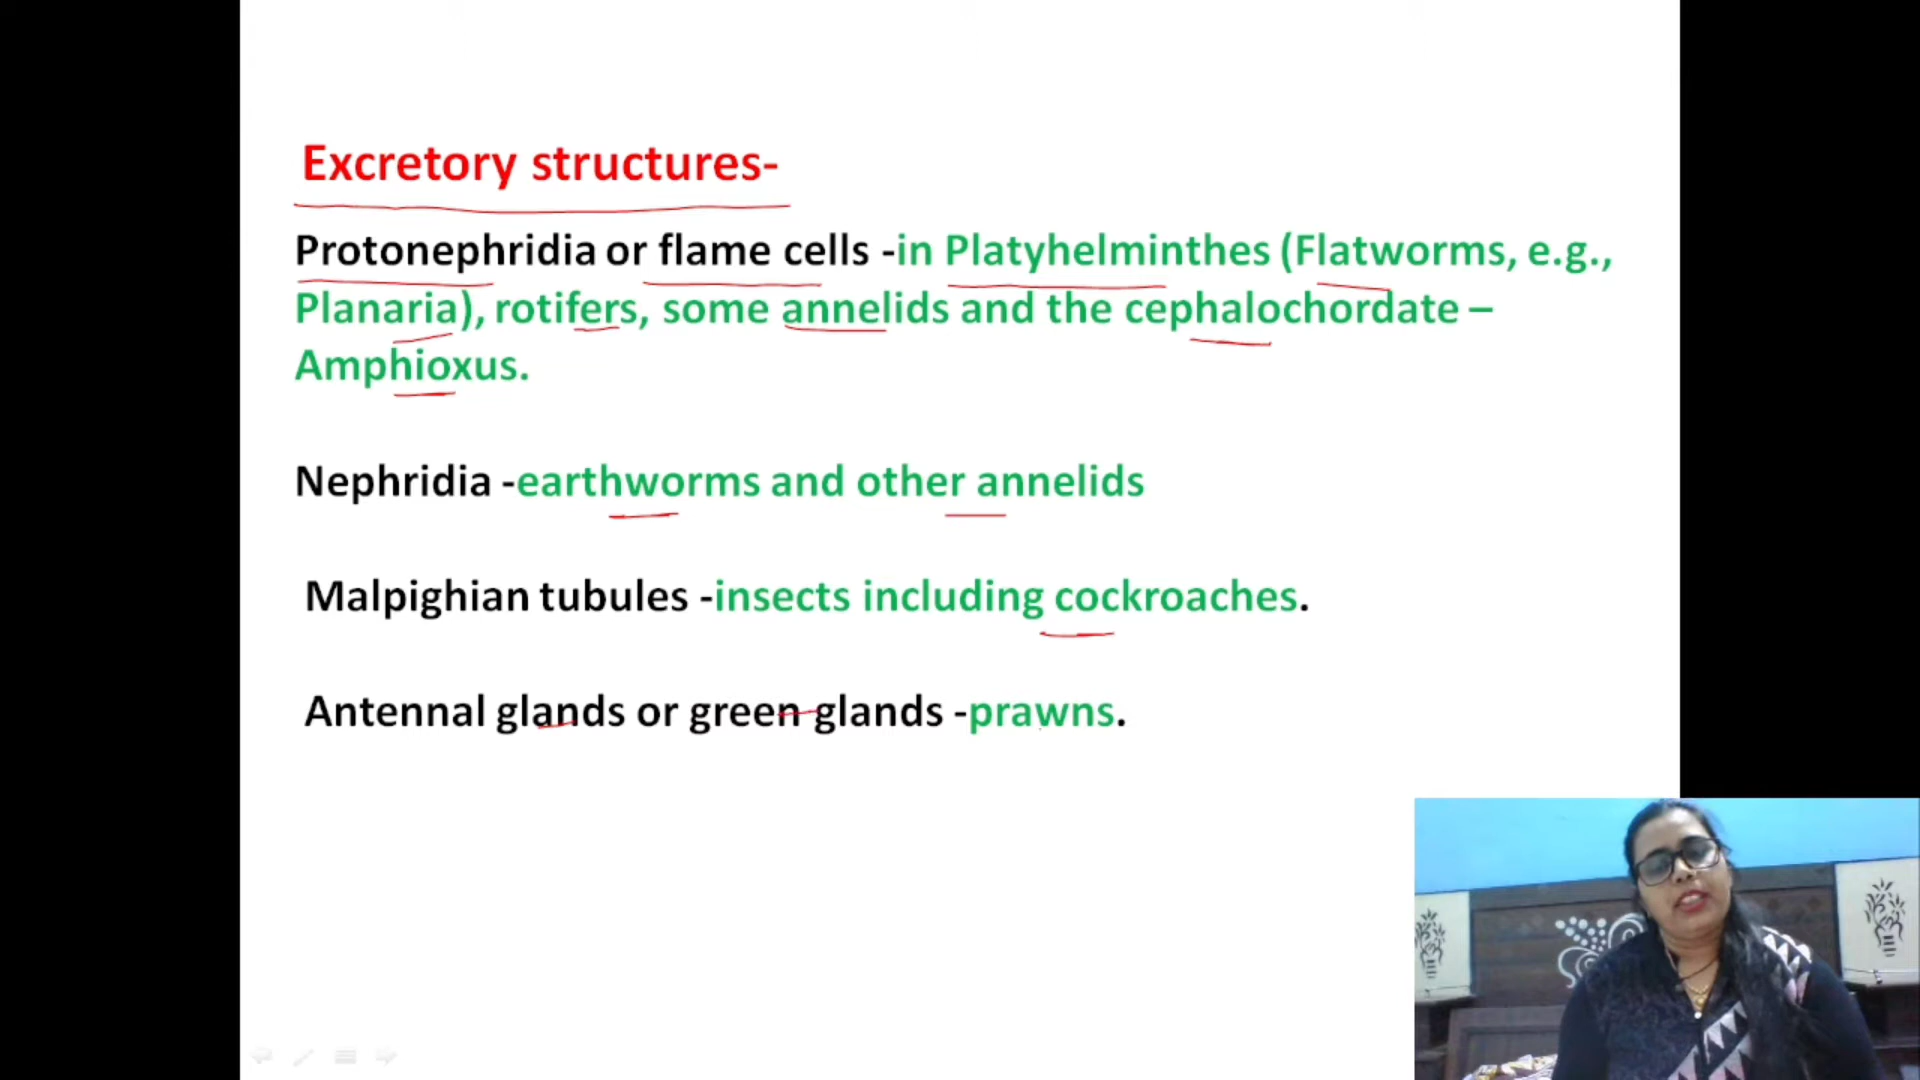 Excretory structures-
Protonephridia or flame cells -in Platyhelminthes (Flatworms, e.g.,
Planaria), rotifers, some annelids and the cephalochordate –
Amphioxus.
Nephridia -earthworms and other annelids
Malpighian tubules -insects including cockroaches.
Antennal glands or green glands -prawns.